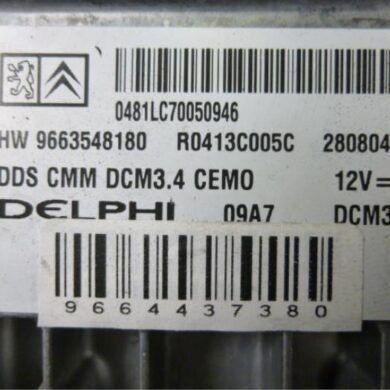 0481LC70050946
HW 9663548180 R0413C005C 280804
DDS CMM DCM3.4 CEMO 12V=
DELPHI 09A7 DCM3
9664437380